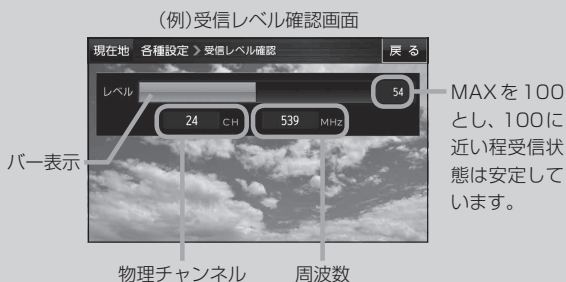 (例)受信レベル確認画面
現在地 各種設定 > 受信レベル確認 戻る
レベル 54
24 CH 539 MHz
バー表示
MAXを100
とし、100に
近い程受信状
態は安定して
います。
物理チャンネル 周波数